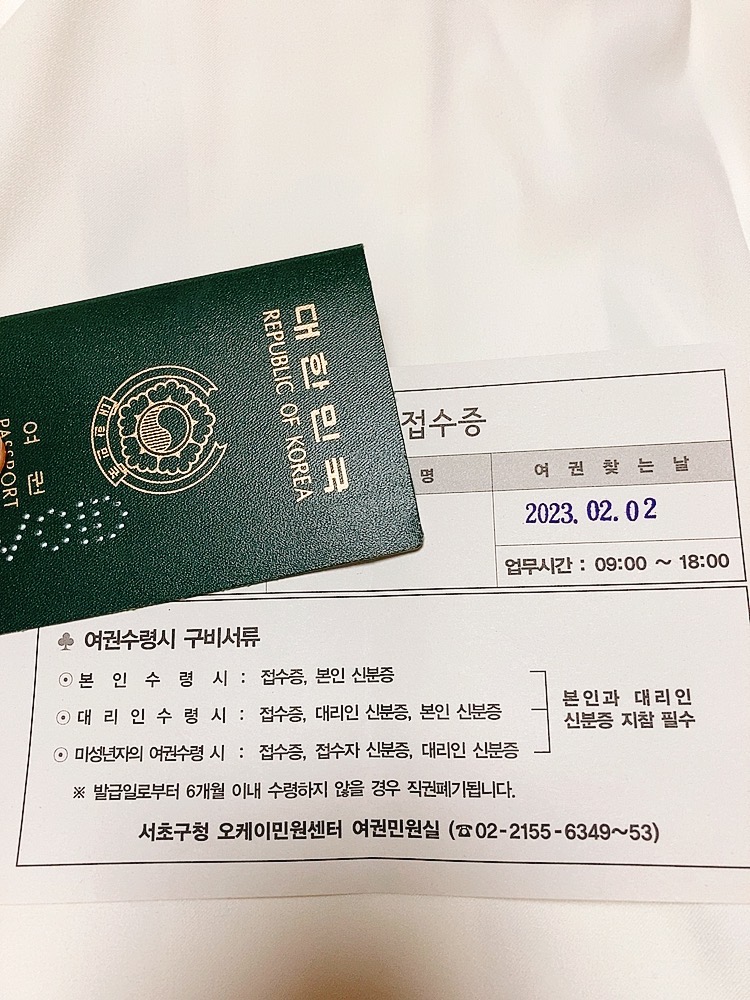 대한민국
REPUBLIC OF KOREA
대한민국
여권
PASSPORT
VOID
접수증
명
여 권 찾 는 날
2023. 02. 02
업무시간 : 09:00 ~ 18:00
♣ 여권수령시 구비서류
⊙ 본 인 수 령 시 : 접수증, 본인 신분증
⊙ 대 리 인 수 령 시 : 접수증, 대리인 신분증, 본인 신분증
⊙ 미성년자의 여권수령 시 : 접수증, 접수자 신분증, 대리인 신분증
본인과 대리인
신분증 지참 필수
※ 발급일로부터 6개월 이내 수령하지 않을 경우 직권폐기됩니다.
서초구청 오케이민원센터 여권민원실 (☎02-2155-6349~53)